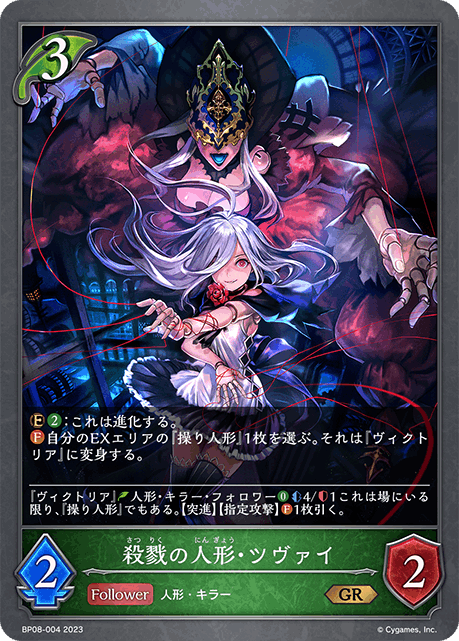 3
E 2:これは進化する。
F 自分のEXエリアの『操り人形』1枚を選ぶ。それは『ヴィクト
リア』に変身する。
『ヴィクトリア』人形・キラー・フォロワー 0 4/1これは場にいる
限り、『操り人形』でもある。【突進】【指定攻撃】F 1枚引く。
さつりく にんぎょう
殺戮の人形・ツヴァイ
2 Follower 人形・キラー GR 2
BP08-004 2023 © Cygames, Inc.